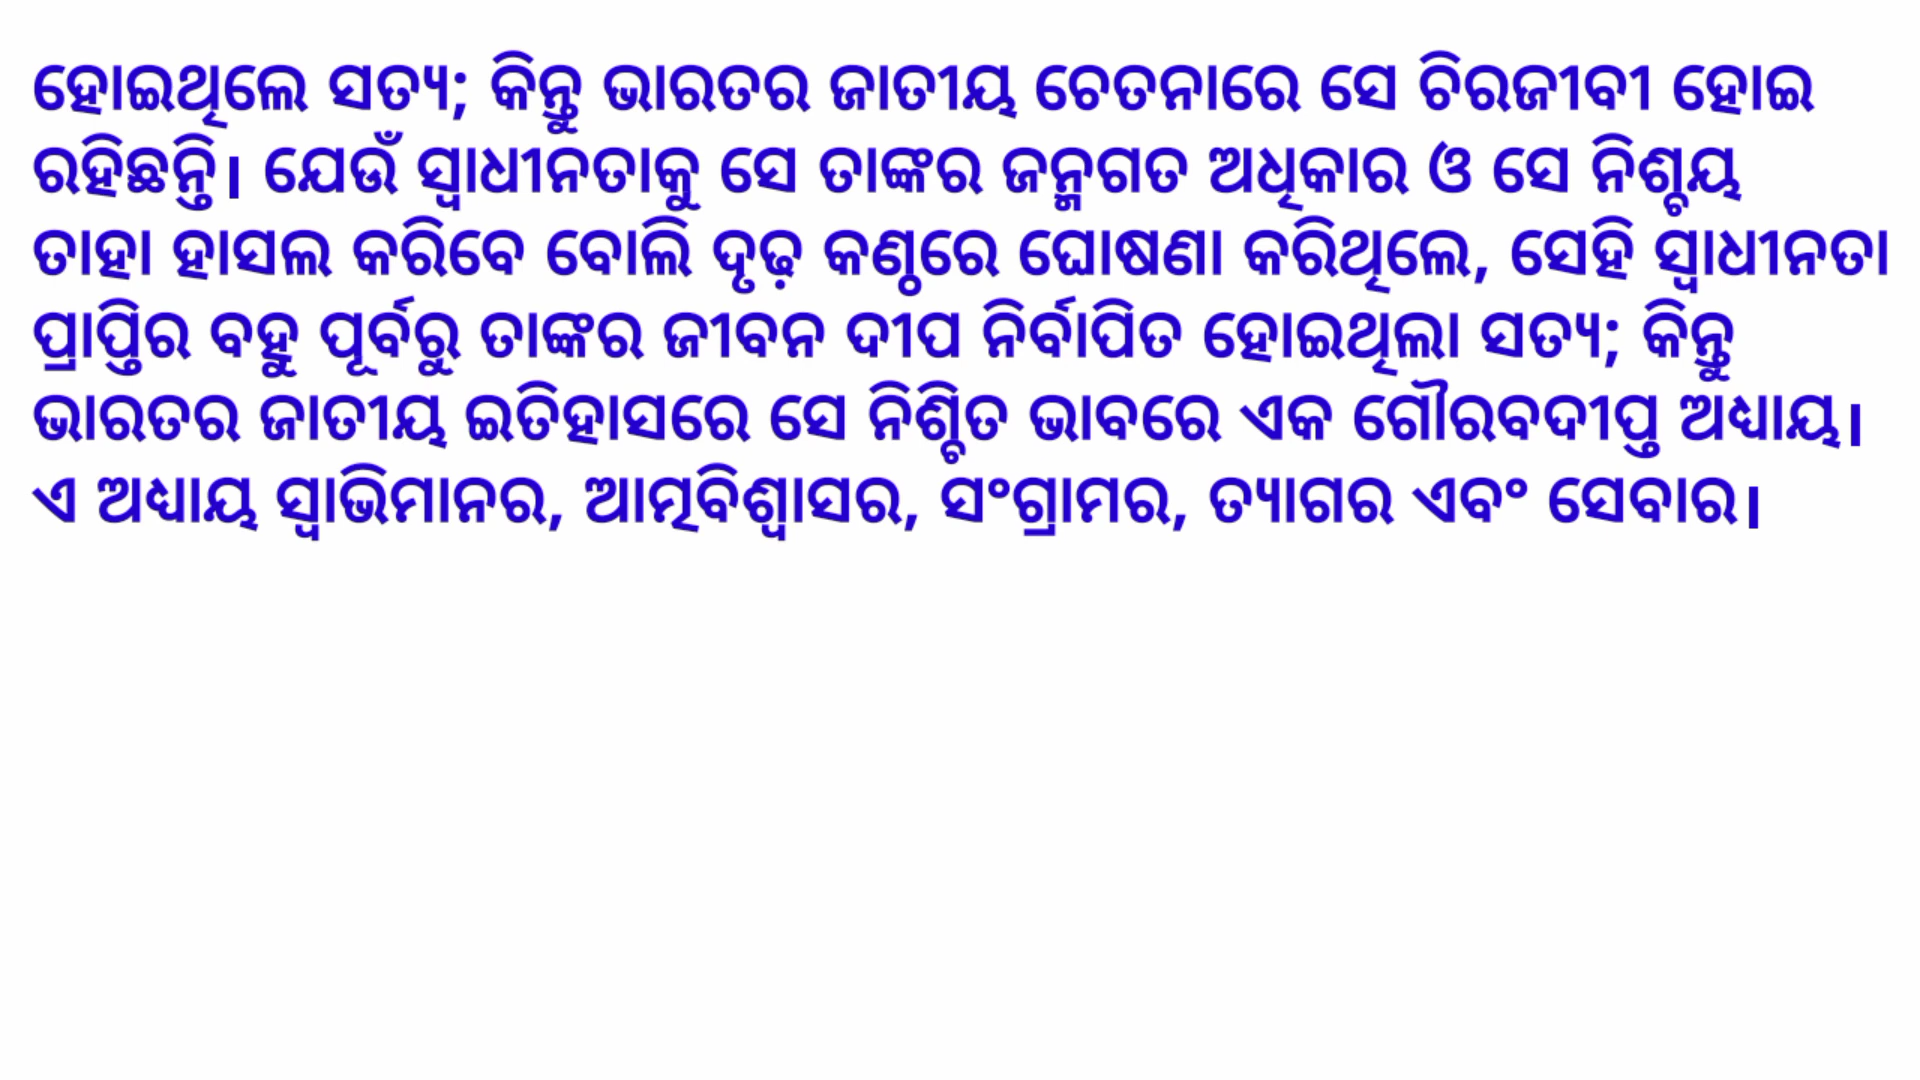 ହୋଇଥିଲେ ସତ୍ୟ; କିନ୍ତୁ ଭାରତର ଜାତୀୟ ଚେତନାରେ ସେ ଚିରଜୀବୀ ହୋଇ
ରହିଛନ୍ତି। ଯେଉଁ ସ୍ଵାଧୀନତାକୁ ସେ ତାଙ୍କର ଜନ୍ମଗତ ଅଧିକାର ଓ ସେ ନିଶ୍ଚୟ
ତାହା ହାସଲ କରିବେ ବୋଲି ଦୃଢ଼ କଣ୍ଠରେ ଘୋଷଣା କରିଥିଲେ, ସେହି ସ୍ଵାଧୀନତା
ପ୍ରାପ୍ତିର ବହୁ ପୂର୍ବରୁ ତାଙ୍କର ଜୀବନ ଦୀପ ନିର୍ବାପିତ ହୋଇଥିଲା ସତ୍ୟ; କିନ୍ତୁ
ଭାରତର ଜାତୀୟ ଇତିହାସରେ ସେ ନିଶ୍ଚିତ ଭାବରେ ଏକ ଗୌରବଦୀପ୍ତ ଅଧ୍ୟାୟ।
ଏ ଅଧ୍ୟାୟ ସ୍ଵାଭିମାନର, ଆତ୍ମବିଶ୍ଵାସର, ସଂଗ୍ରାମର, ତ୍ୟାଗର ଏବଂ ସେବାର।